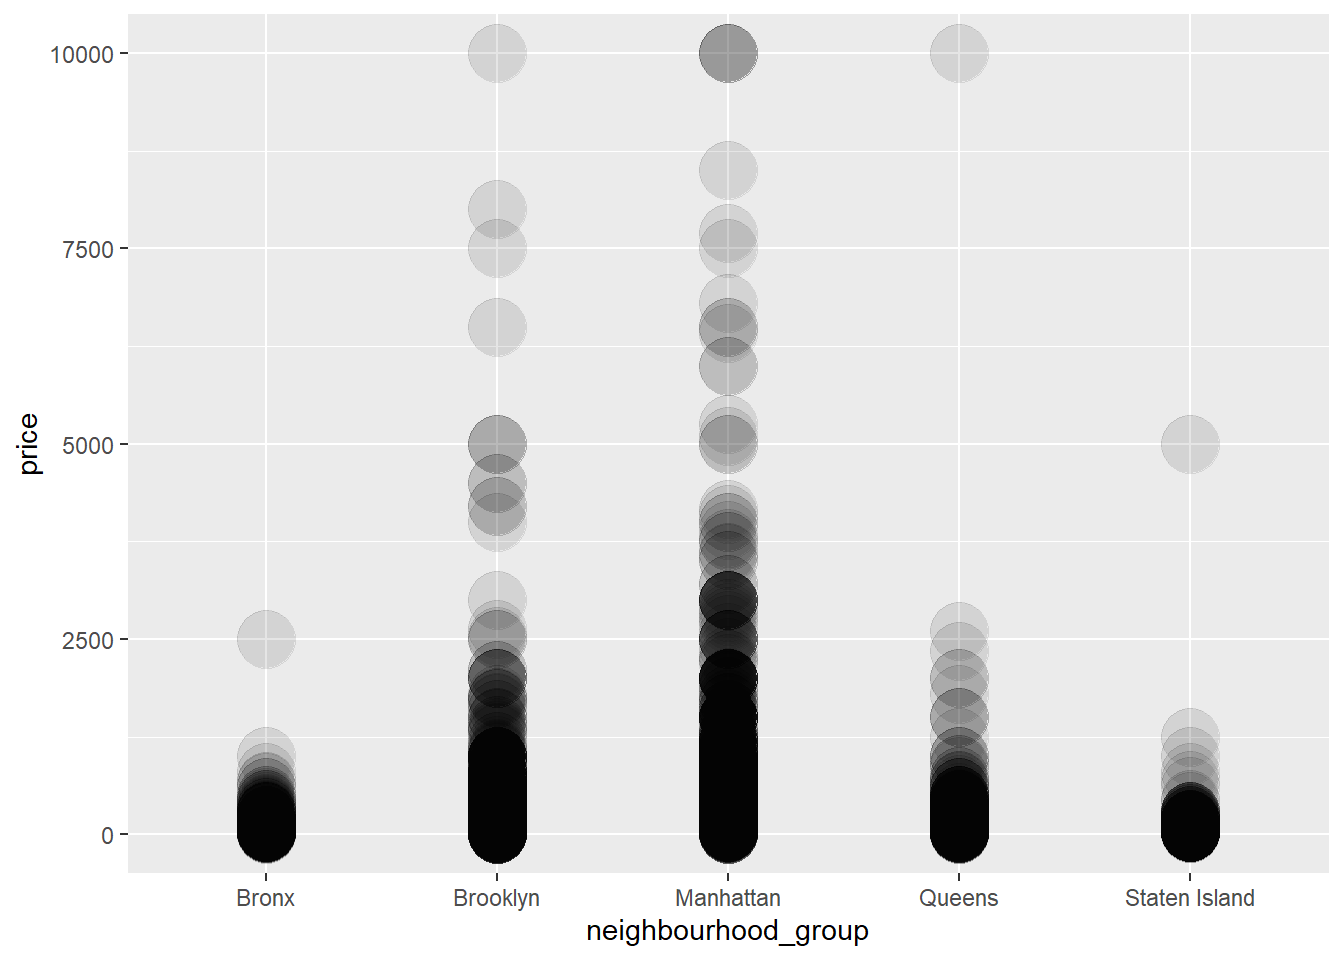 10000
7500
5000
2500
0
price
Bronx Brooklyn Manhattan Queens Staten Island
neighbourhood_group